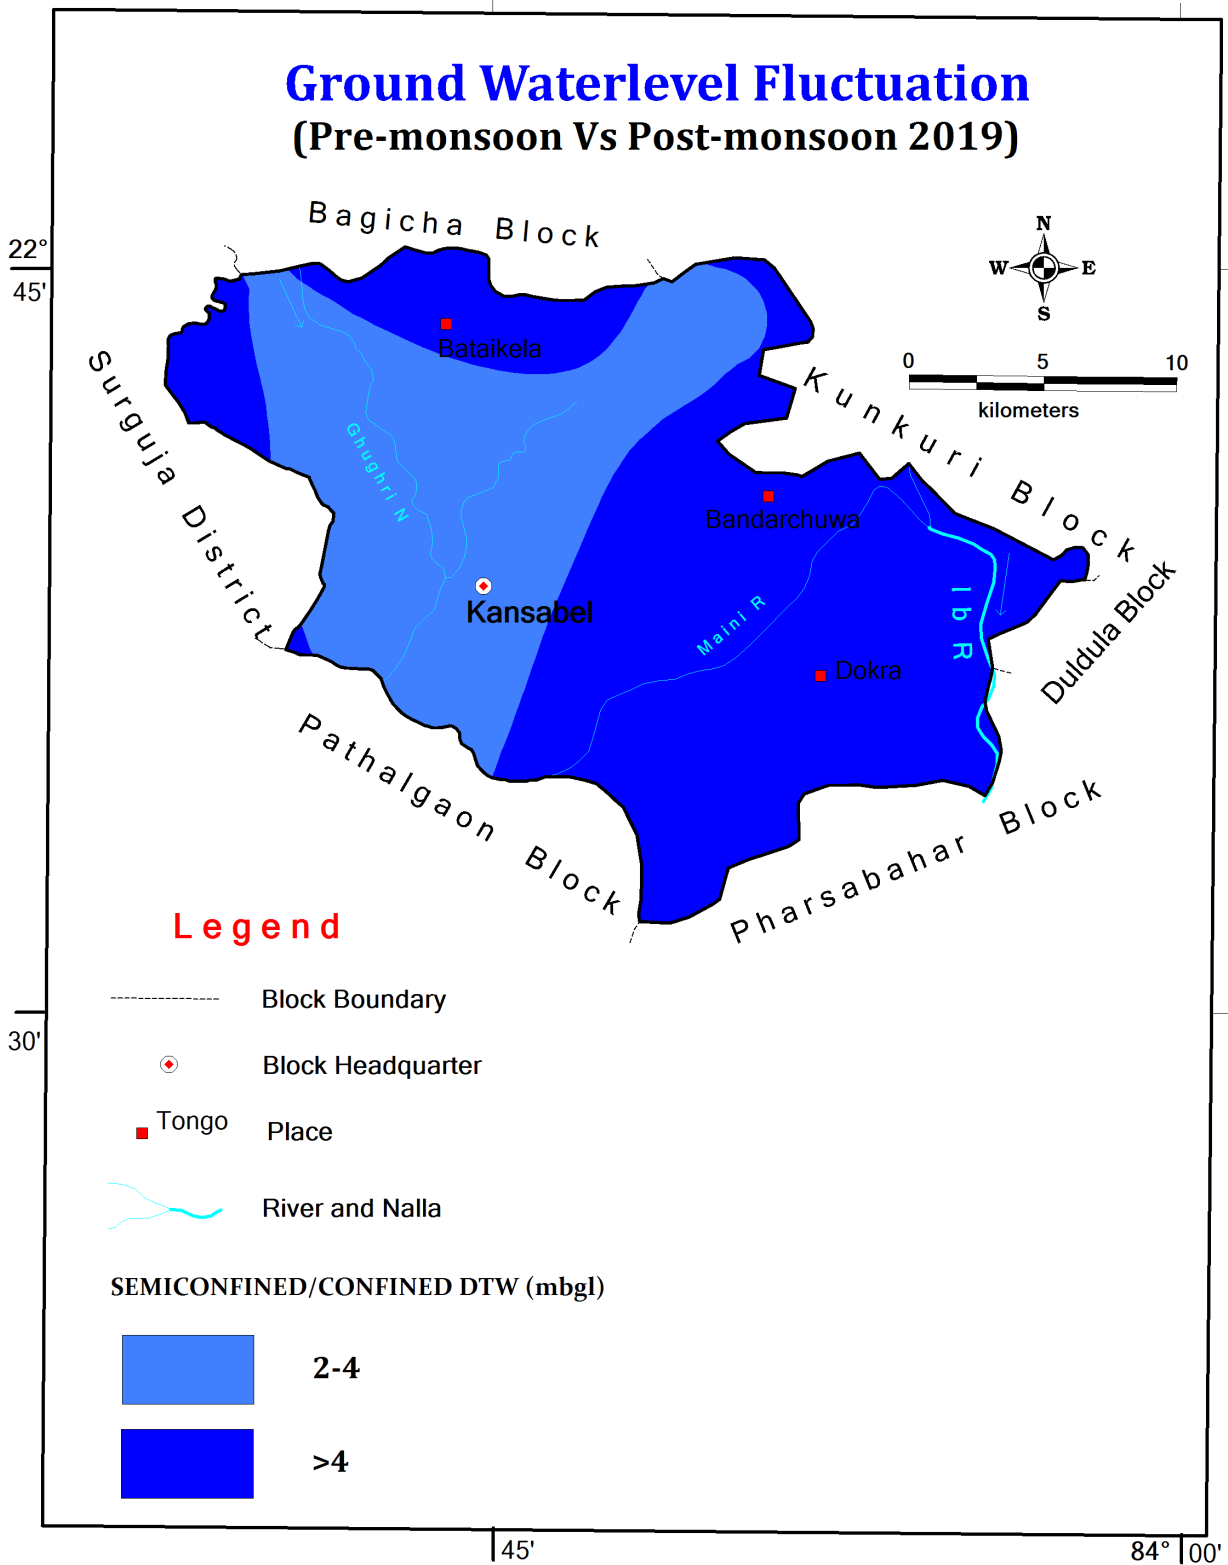 Ground Waterlevel Fluctuation
(Pre-monsoon Vs Post-monsoon 2019)
Bagicha Block
22°
45'
N
W E
S
0 5 10
kilometers
Bataikela
Surguja District
Kunkuri Block
Ghughri N
Bandarchuwa
Kansabel
Maini R
Ib R
Duldula Block
Dokra
Pathalgaon Block
Pharsabahar Block
Legend
Block Boundary
30'
Block Headquarter
Tongo
Place
River and Nalla
SEMICONFINED/CONFINED DTW (mbgl)
2-4
>4
45'
84° 00'